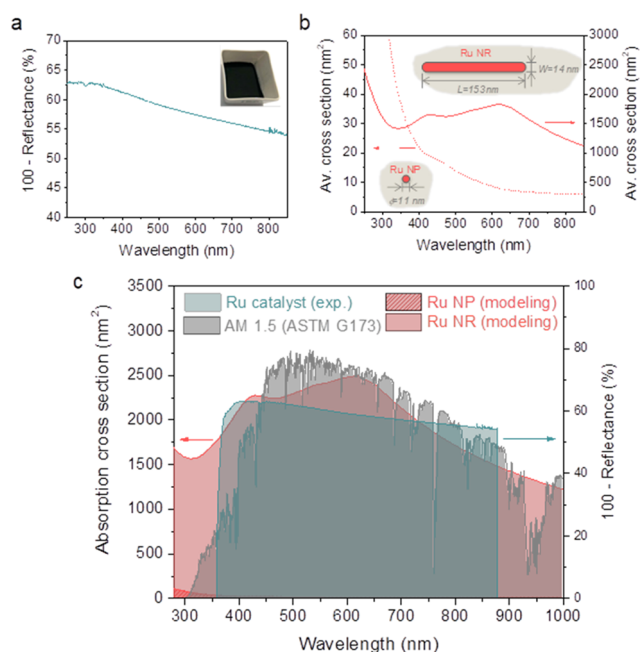 a
100 - Reflectance (%)
70
65
60
55
50
45
40
300 400 500 600 700 800
Wavelength (nm)
b
Av. cross section (nm²)
60
50
40
30
20
10
0
Ru NR
W=14 nm
L=153nm
Ru NP
=11 nm
3000
2500
2000
1500
1000
500
0
Av. cross section (nm²)
300 400 500 600 700 800
Wavelength (nm)
c
Absorption cross section (nm²)
3500
3000
2500
2000
1500
1000
500
0
Ru catalyst (exp.)
AM 1.5 (ASTM G173)
Ru NP (modeling)
Ru NR (modeling)
100
80
60
40
20
0
100 - Reflectance (%)
300 400 500 600 700 800 900 1000
Wavelength (nm)